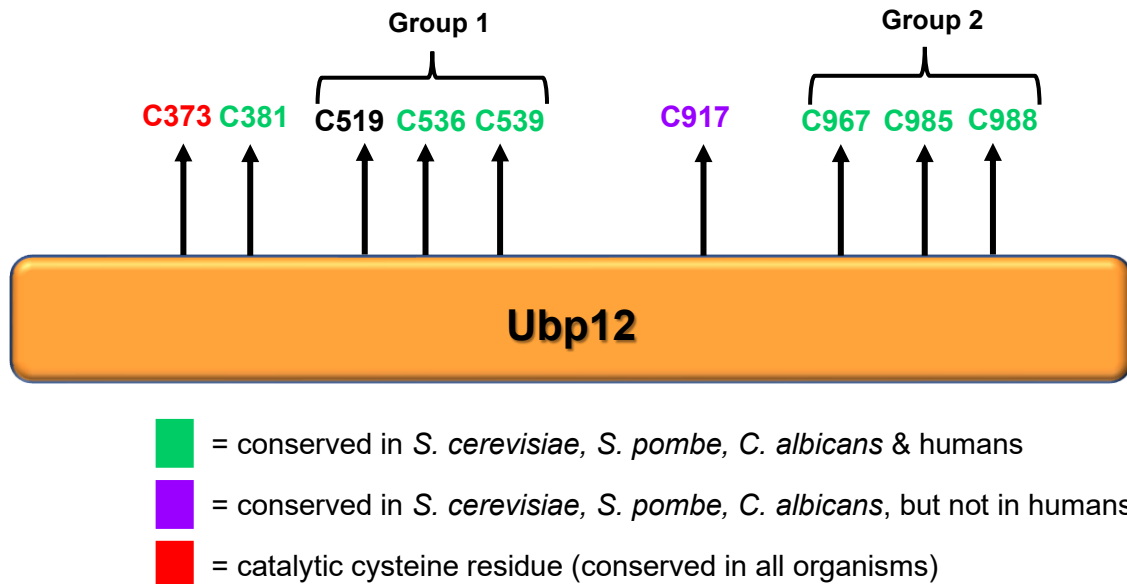 Group 1 Group 2
C373 C381 C519 C536 C539 C917 C967 C985 C988
Ubp12
= conserved in S. cerevisiae, S. pombe, C. albicans & humans
= conserved in S. cerevisiae, S. pombe, C. albicans, but not in humans
= catalytic cysteine residue (conserved in all organisms)